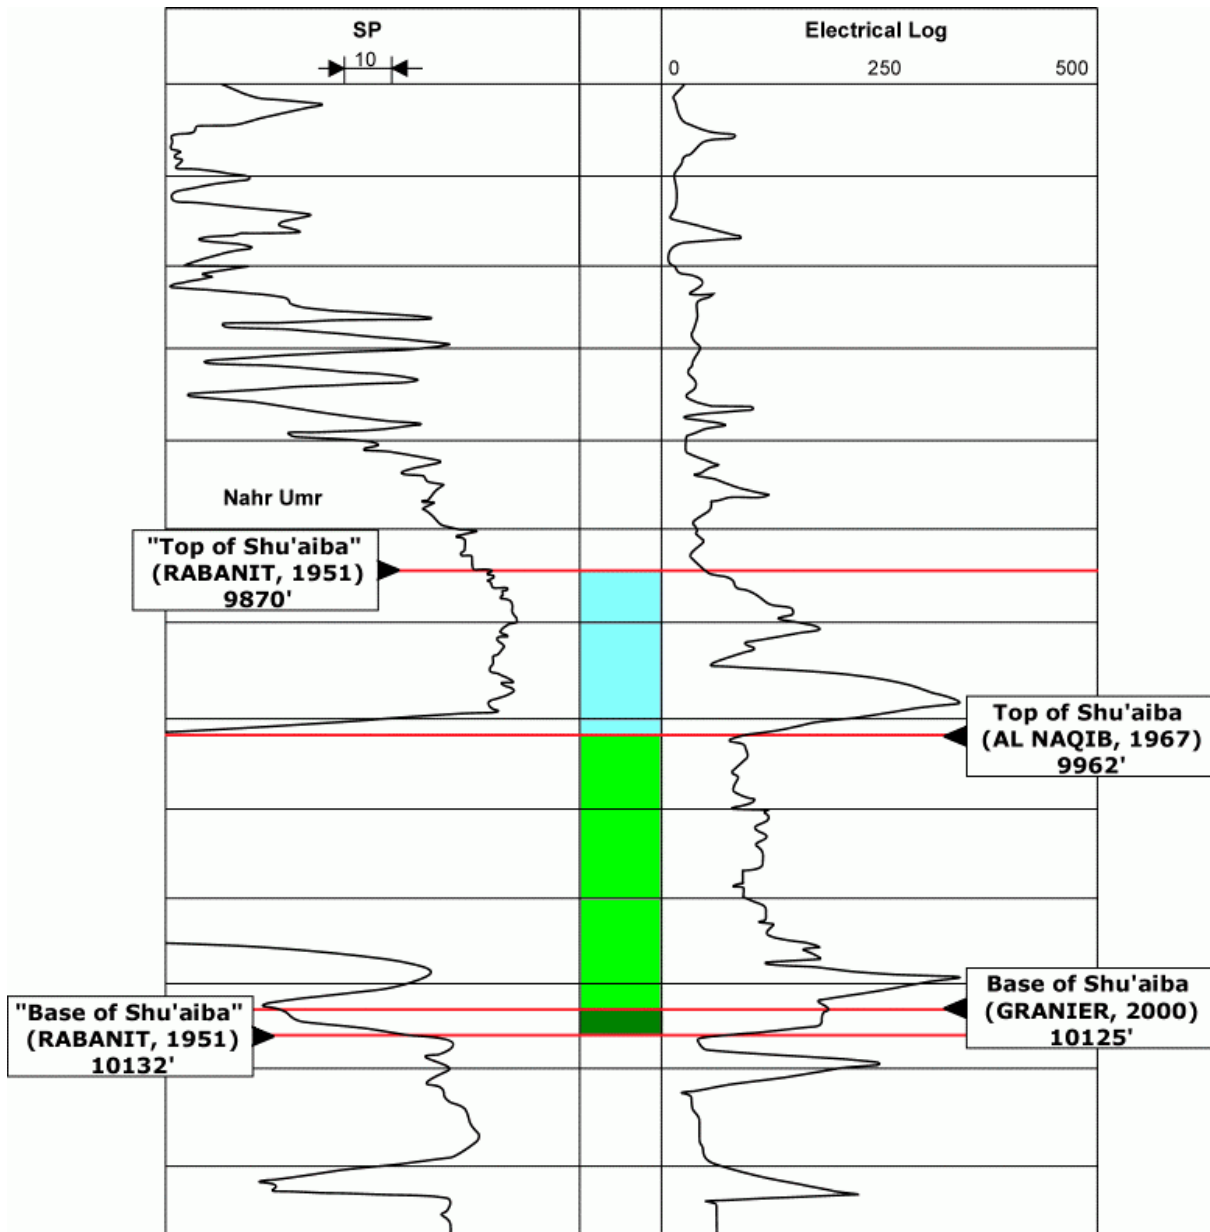 SP
Electrical Log
10
0 250 500
Nahr Umr
"Top of Shu'aiba"
(RABANIT, 1951)
9870'
Top of Shu'aiba
(AL NAQIB, 1967)
9962'
"Base of Shu'aiba"
(RABANIT, 1951)
10132'
Base of Shu'aiba
(GRANIER, 2000)
10125'